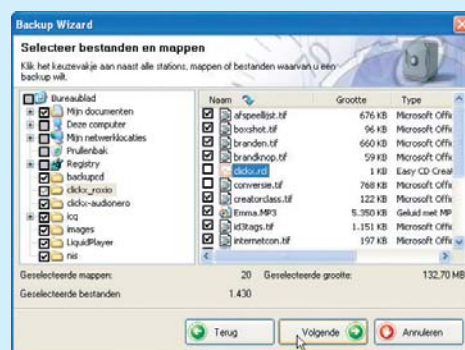 Backup Wizard
Selecteer bestanden en mappen
Klik het keuzevakje aan naast alle stations, mappen of bestanden waarvan u een
backup wilt.
Bureaublad
Mijn documenten
Deze computer
Mijn netwerklocaties
Prullenbak
Registry
backupcd
clickx_roxio
clickx-audionero
icq
images
LiquidPlayer
nis
Naam Grootte Type
afspeellijst.tif 676 KB Microsoft Offic
boxshot.tif 96 KB Microsoft Offic
branden.tif 660 KB Microsoft Offic
brandknop.tif 59 KB Microsoft Offic
clickx.rcl 1 KB Easy CD Creat
conversie.tif 768 KB Microsoft Offic
creatorclass.tif 122 KB Microsoft Offic
Emma.MP3 5.350 KB Geluid met MP
id3tags.tif 1.151 KB Microsoft Offic
internetcon.tif 197 KB Microsoft Offic
Geselecteerde mappen: 20 Geselecteerde grootte: 132,70 MB
Geselecteerde bestanden 1.430
Terug Volgende Annuleren